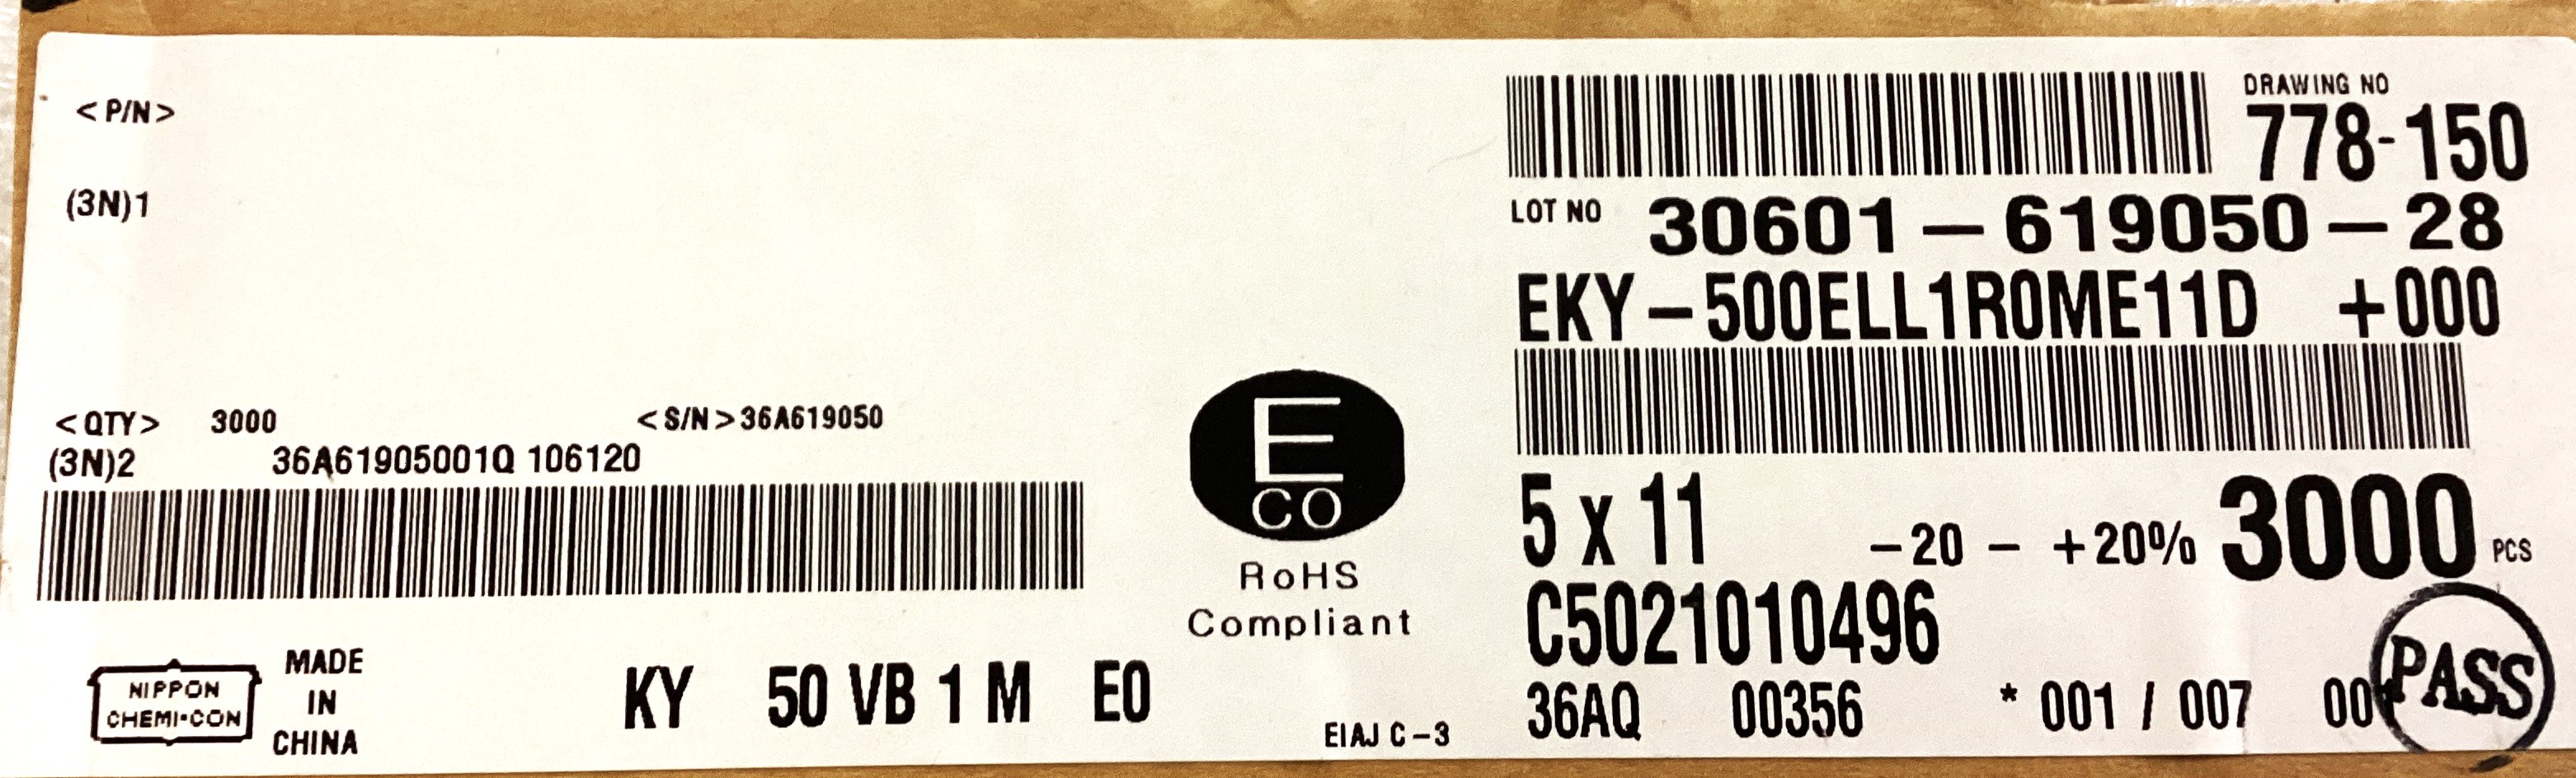 <P/N>
(3N)1
<QTY> 3000 <S/N>36A619050
(3N)2 36A61905001Q 106120
NIPPON
CHEMI-CON
MADE
IN
CHINA
KY 50 VB 1 M E0
E
CO
RoHS
Compliant
EIAJ C-3
DRAWING NO
778-150
LOT NO 30601-619050-28
EKY-500ELL1R0ME11D +000
5 x 11 -20 - +20% 3000 PCS
C5021010496
36AQ 00356 * 001 / 007
PASS